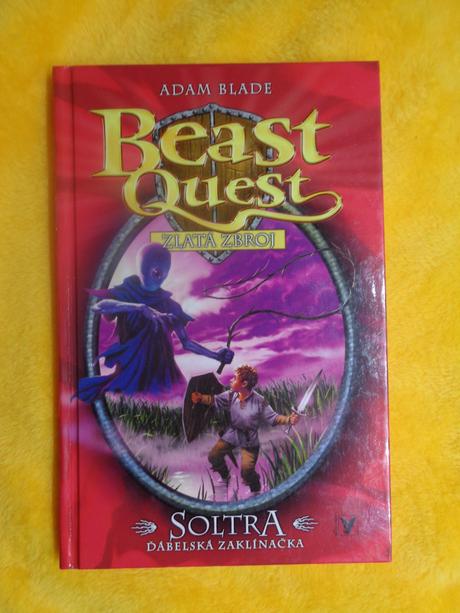 ADAM BLADE
Beast
Quest
ZLATÁ ZBROJ
SOLTRA
ĎÁBELSKÁ ZAKLÍNAČKA